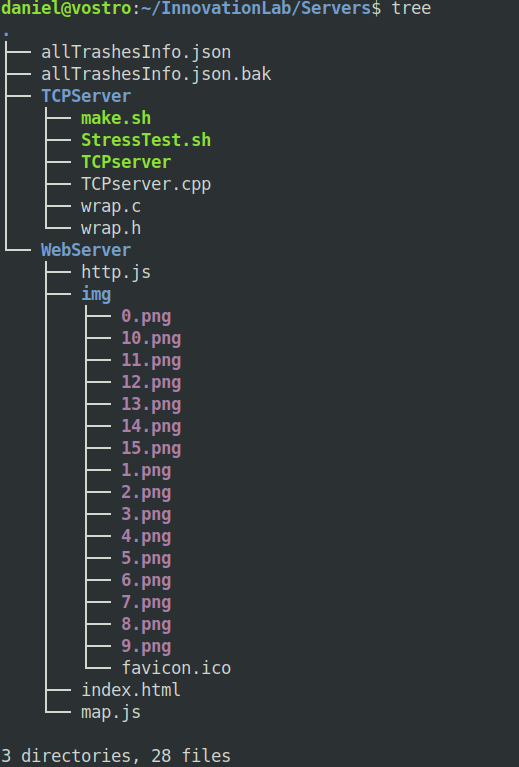 daniel@vostro:~/InnovationLab/Servers$ tree
.
├── allTrashesInfo.json
├── allTrashesInfo.json.bak
├── TCPServer
│   ├── make.sh
│   ├── StressTest.sh
│   ├── TCPserver
│   ├── TCPserver.cpp
│   ├── wrap.c
│   └── wrap.h
└── WebServer
    ├── http.js
    ├── img
    │   ├── 0.png
    │   ├── 10.png
    │   ├── 11.png
    │   ├── 12.png
    │   ├── 13.png
    │   ├── 14.png
    │   ├── 15.png
    │   ├── 1.png
    │   ├── 2.png
    │   ├── 3.png
    │   ├── 4.png
    │   ├── 5.png
    │   ├── 6.png
    │   ├── 7.png
    │   ├── 8.png
    │   ├── 9.png
    │   └── favicon.ico
    ├── index.html
    └── map.js

3 directories, 28 files